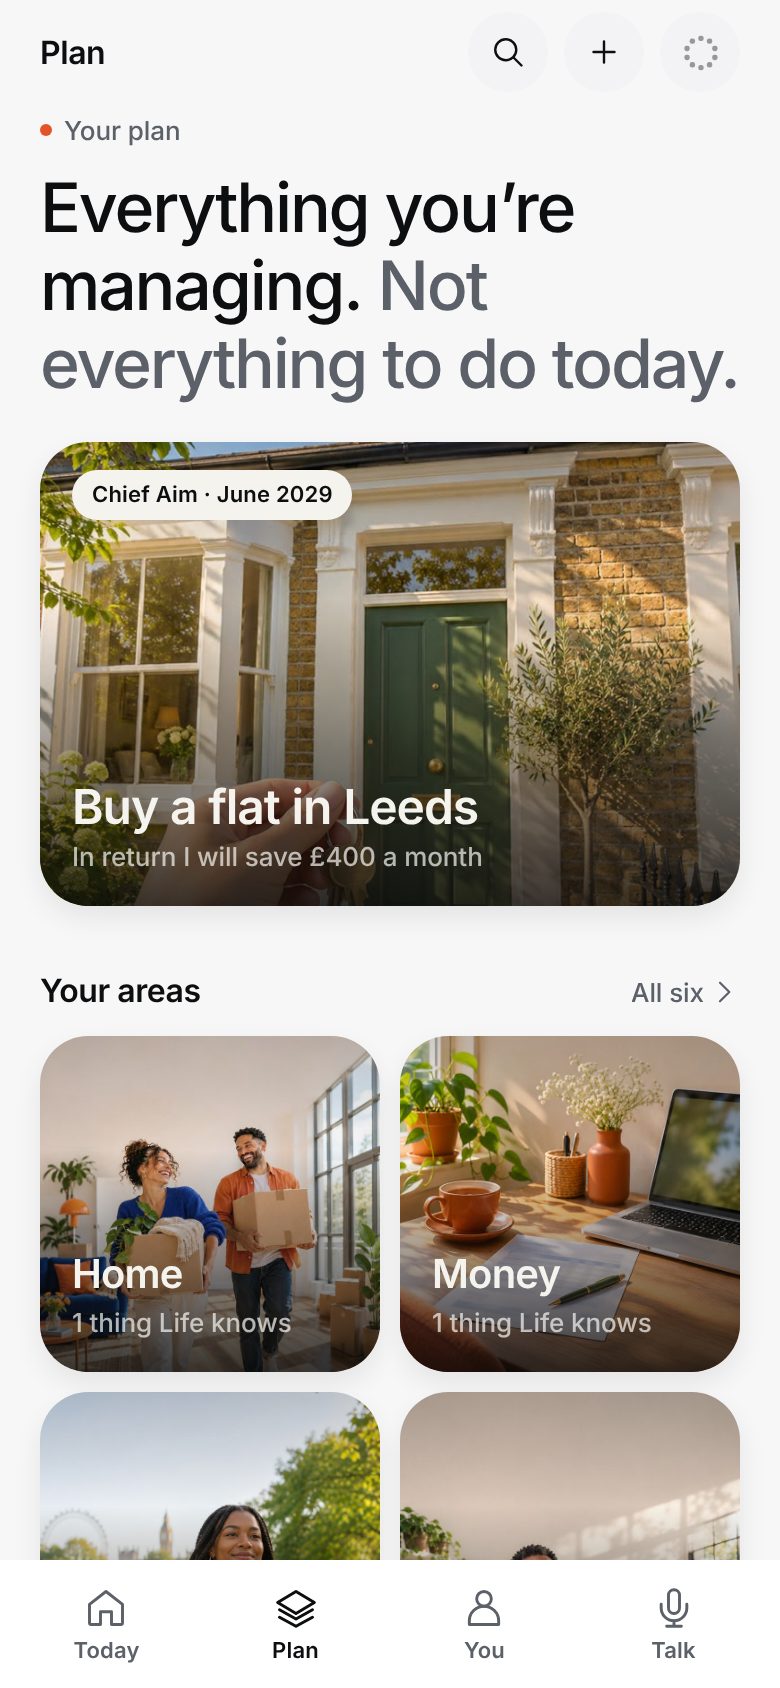 Plan
Your plan
Everything you’re
managing. Not
everything to do today.
Chief Aim · June 2029
Buy a flat in Leeds
In return I will save £400 a month
Your areas
All six
Home
1 thing Life knows
Money
1 thing Life knows
Today
Plan
You
Talk